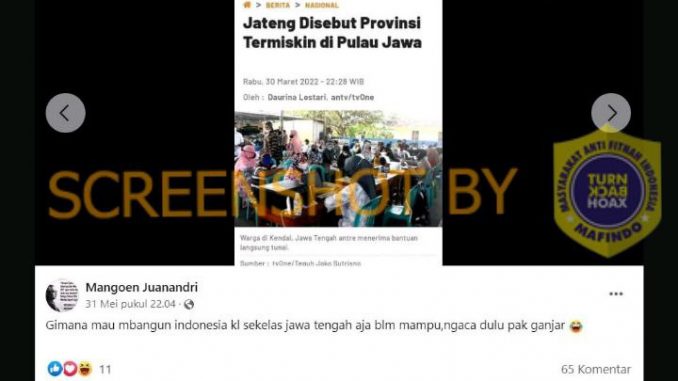 BERITA > NASIONAL
Jateng Disebut Provinsi
Termiskin di Pulau Jawa
Rabu, 30 Maret 2022 - 22:28 WIB
Oleh : Daurina Lestari, antv/tvOne
SCREENSHOT BY
MASYARAKAT ANTI FITNAH INDONESIA
TURN
BACK
HOAX
MAFINDO
Warga di Kendal, Jawa Tengah antre menerima bantuan
langsung tunai.
Sumber : tvOne/Teguh Joko Sutrisno
Mangoen Juanandri
31 Mei pukul 22.04 ·
Gimana mau mbangun indonesia kl sekelas jawa tengah aja blm mampu,ngaca dulu pak ganjar 😂
11
65 Komentar